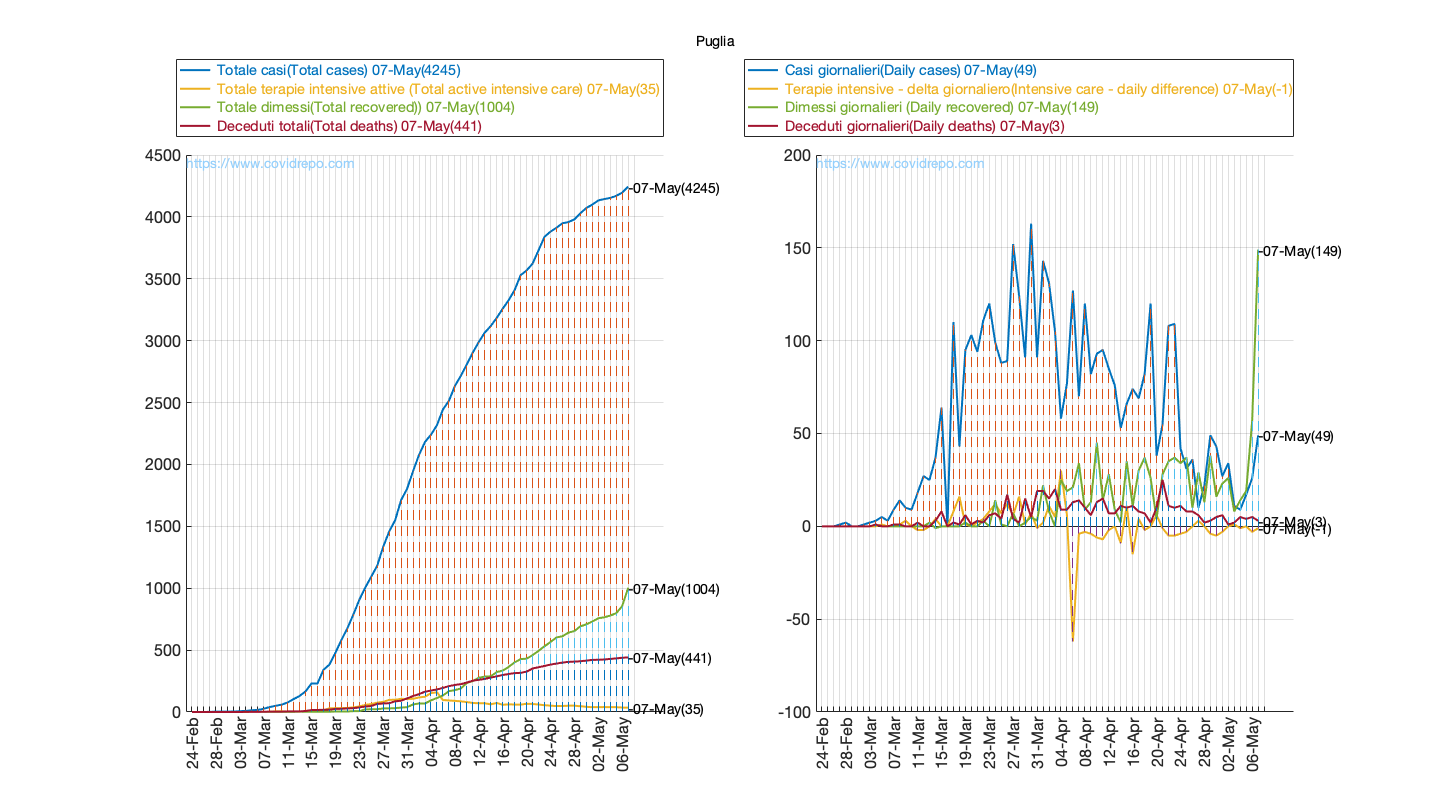 Puglia
Totale casi(Total cases) 07-May(4245)
Totale terapie intensive attive (Total active intensive care) 07-May(35)
Totale dimessi(Total recovered)) 07-May(1004)
Deceduti totali(Total deaths) 07-May(441)
4500
https://www.covidrepo.com
07-May(4245)
4000
3500
3000
2500
2000
1500
1000
07-May(1004)
500
07-May(441)
0
07-May(35)
24-Feb
28-Feb
03-Mar
07-Mar
11-Mar
15-Mar
19-Mar
23-Mar
27-Mar
31-Mar
04-Apr
08-Apr
12-Apr
16-Apr
20-Apr
24-Apr
28-Apr
02-May
06-May
Casi giornalieri(Daily cases) 07-May(49)
Terapie intensive - delta giornaliero(Intensive care - daily difference) 07-May(-1)
Dimessi giornalieri (Daily recovered) 07-May(149)
Deceduti giornalieri(Daily deaths) 07-May(3)
200
https://www.covidrepo.com
150
07-May(149)
100
50
07-May(49)
0
07-May(3)
07-May(-1)
-50
-100
24-Feb
28-Feb
03-Mar
07-Mar
11-Mar
15-Mar
19-Mar
23-Mar
27-Mar
31-Mar
04-Apr
08-Apr
12-Apr
16-Apr
20-Apr
24-Apr
28-Apr
02-May
06-May